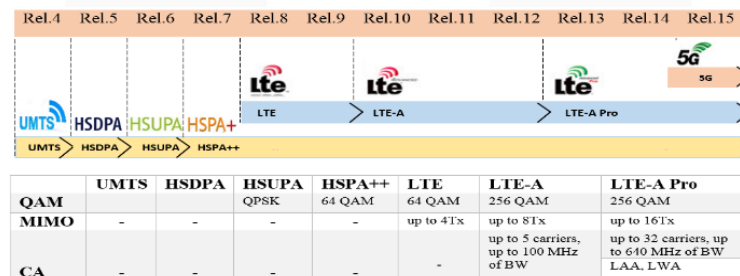 Rel.4 Rel.5 Rel.6 Rel.7 Rel.8 Rel.9 Rel.10 Rel.11 Rel.12 Rel.13 Rel.14 Rel.15
5G
5G
Lte Lte Lte
LTE LTE-A LTE-A Pro
UMTS HSDPA HSUPA HSPA+
UMTS HSDPA HSUPA HSPA++
UMTS HSDPA HSUPA HSPA++ LTE LTE-A LTE-A Pro
QAM QPSK 64 QAM 64 QAM 256 QAM 256 QAM
MIMO - - - - up to 4Tx up to 8Tx up to 16Tx
CA - - - - - up to 5 carriers, up to 32 carriers, up
up to 100 MHz to 640 MHz of BW
of BW LAA, LWA